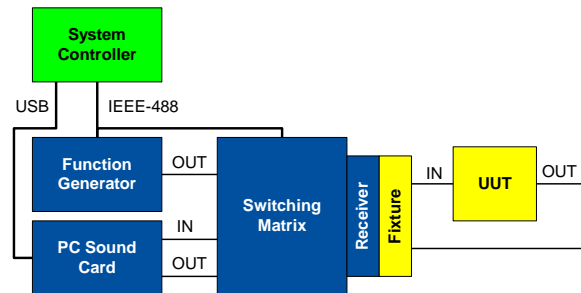 System
Controller
USB
IEEE-488
Function
Generator
OUT
Switching
Matrix
Receiver
Fixture
IN
UUT
OUT
PC Sound
Card
IN
OUT